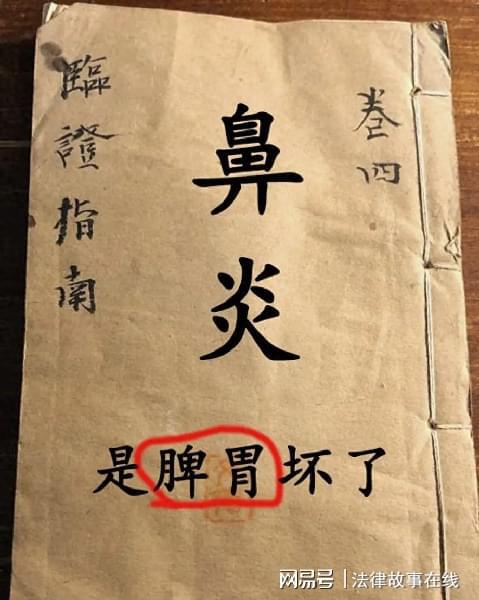 臨證指南
卷四
鼻炎
是脾胃坏了
网易号 | 法律故事在线